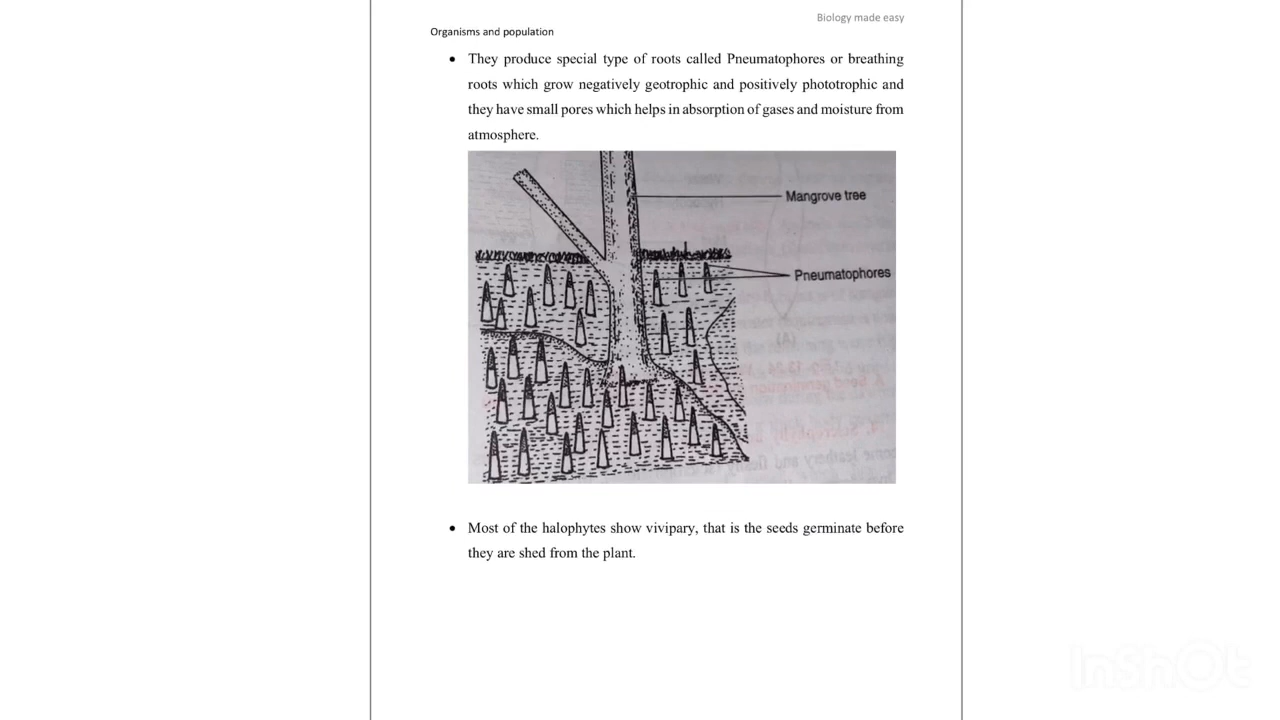 Biology made easy
Organisms and population
• They produce special type of roots called Pneumatophores or breathing
roots which grow negatively geotrophic and positively phototrophic and
they have small pores which helps in absorption of gases and moisture from
atmosphere.
Mangrove tree
Pneumatophores
• Most of the halophytes show vivipary, that is the seeds germinate before
they are shed from the plant.
InShOt